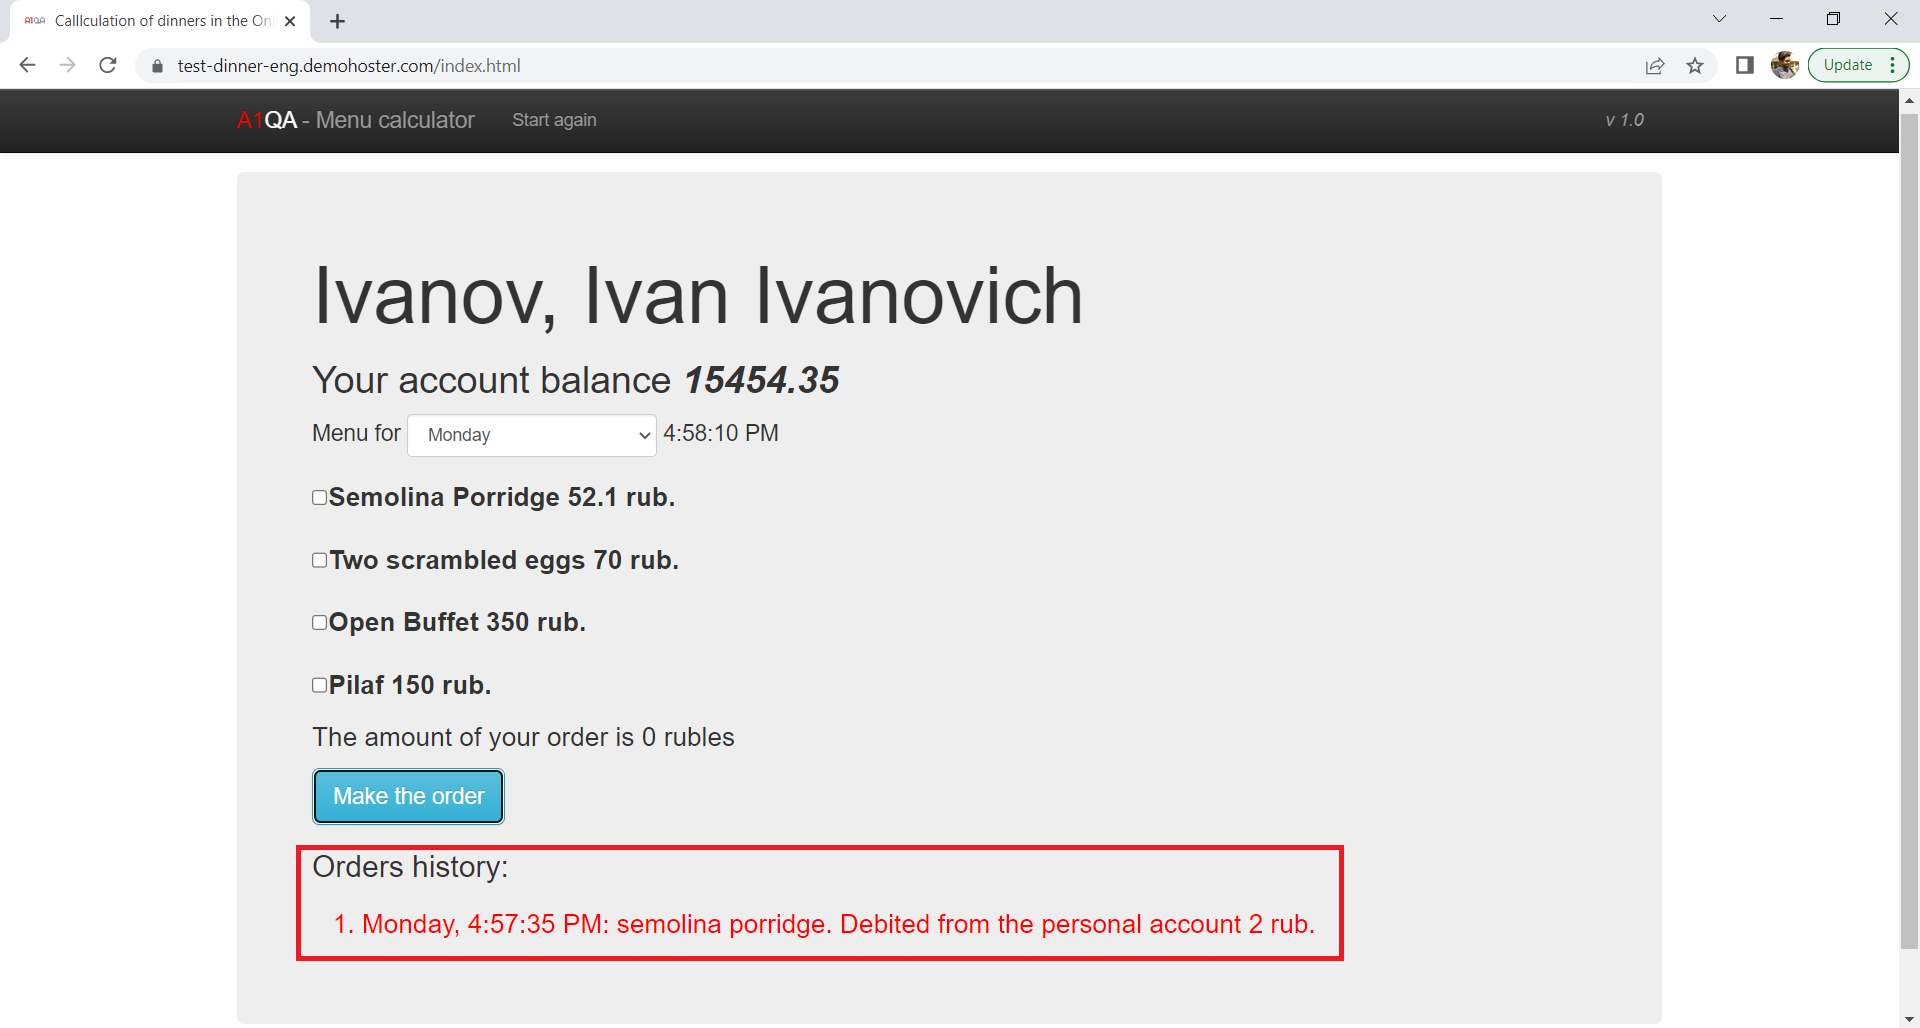 A1QA Calllculation of dinners in the Onl
test-dinner-eng.demohoster.com/index.html
Update
A1QA - Menu calculator Start again v 1.0
Ivanov, Ivan Ivanovich
Your account balance 15454.35
Menu for Monday 4:58:10 PM
Semolina Porridge 52.1 rub.
Two scrambled eggs 70 rub.
Open Buffet 350 rub.
Pilaf 150 rub.
The amount of your order is 0 rubles
Make the order
Orders history:
1. Monday, 4:57:35 PM: semolina porridge. Debited from the personal account 2 rub.